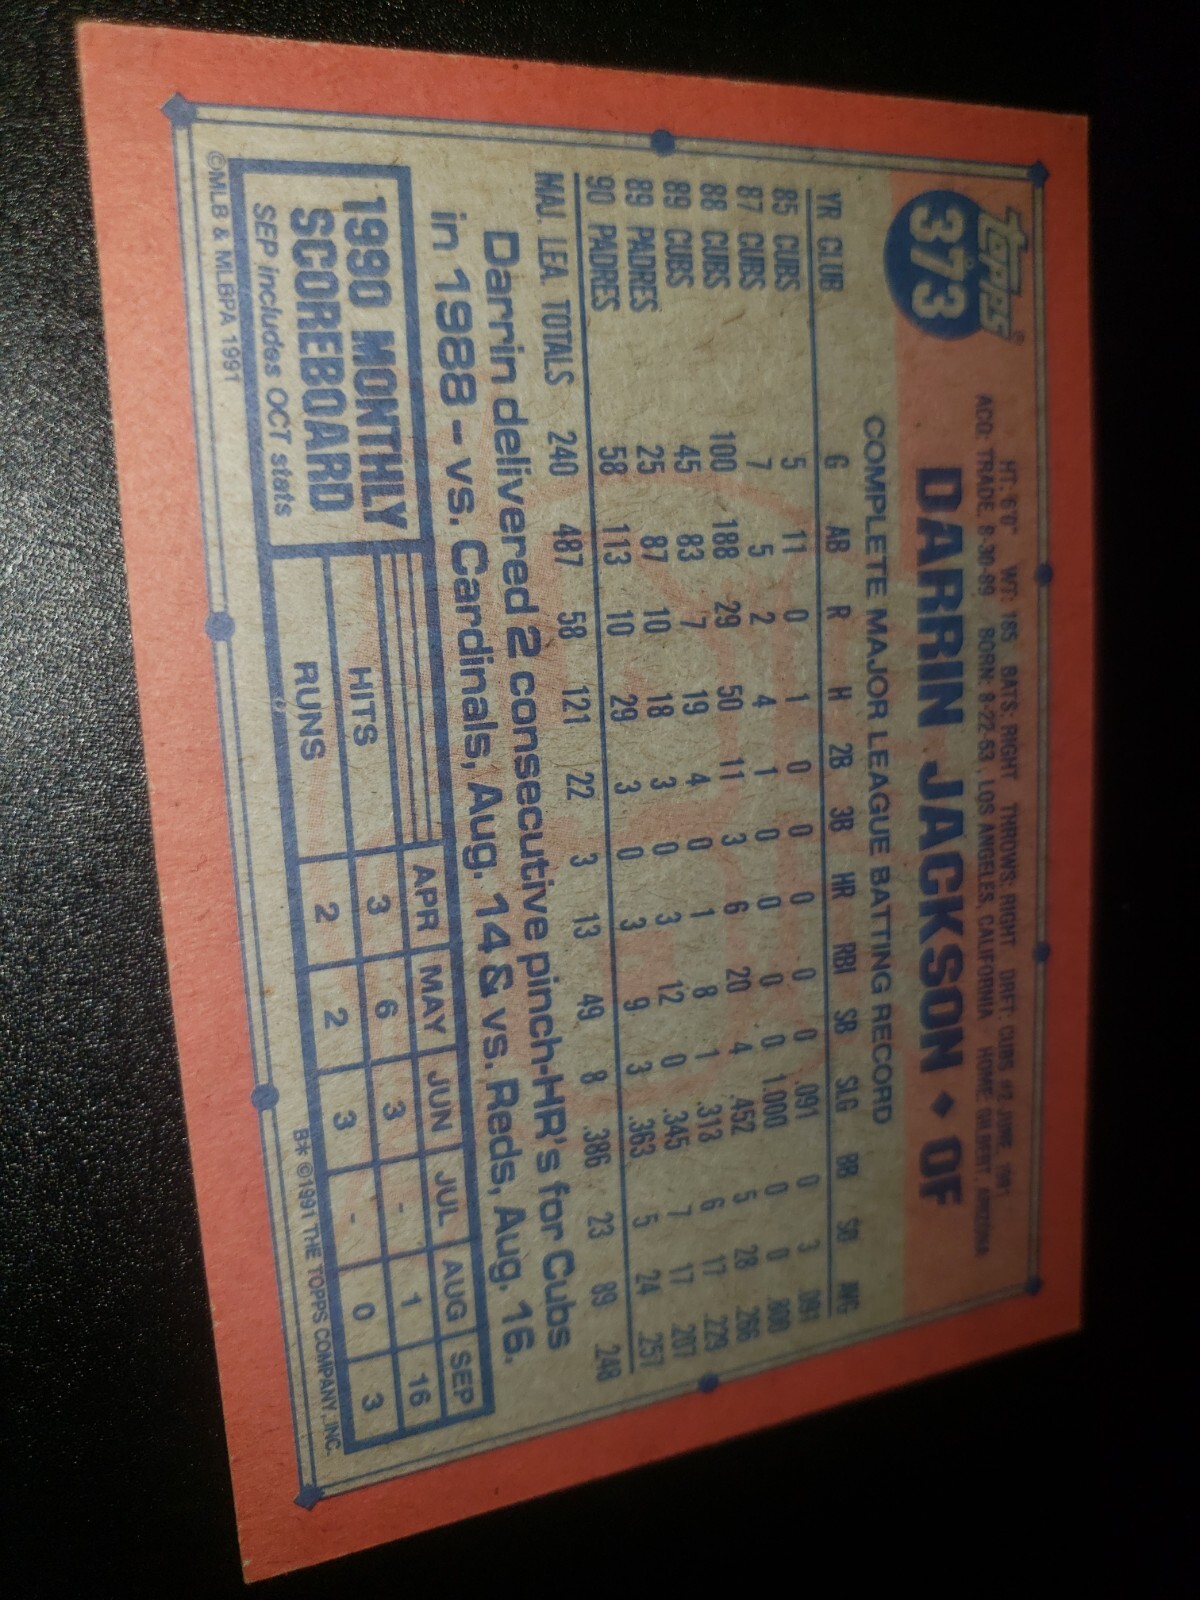 topps®
373
HT: 6'0" WT: 185 BATS: RIGHT THROWS: RIGHT DRFT: CUBS #2-JUNE, 1981
ACQ: TRADE, 8-30-89 BORN: 8-22-63, LOS ANGELES, CALIFORNIA HOME: GILBERT, ARIZONA
DARRIN JACKSON ♦ OF
COMPLETE MAJOR LEAGUE BATTING RECORD
YR CLUB G AB R H 2B 3B HR RBI SB SLG BB SO AVG
85 CUBS 5 11 0 1 0 0 0 0 0 .091 0 3 .091
87 CUBS 7 5 2 4 1 0 0 0 0 1.000 0 0 .800
88 CUBS 100 188 29 50 11 3 6 20 4 .452 5 28 .266
89 CUBS 45 83 7 19 4 0 1 8 1 .313 6 17 .229
89 PADRES 25 87 10 18 3 0 3 12 0 .345 7 17 .207
90 PADRES 58 113 10 29 3 0 3 9 3 .363 5 24 .257
MAJ. LEA. TOTALS 240 487 58 121 22 3 13 49 8 .386 23 89 .248
Darrin delivered 2 consecutive pinch-HR's for Cubs
in 1988 - vs. Cardinals, Aug. 14 & vs. Reds, Aug. 16.
1990 MONTHLY
SCOREBOARD
SEP includes OCT stats
APR MAY JUN JUL AUG SEP
HITS 3 6 3 - 1 16
RUNS 2 2 3 - 0 3
©MLB & MLBPA 1991
B* ©1991 THE TOPPS COMPANY, INC.